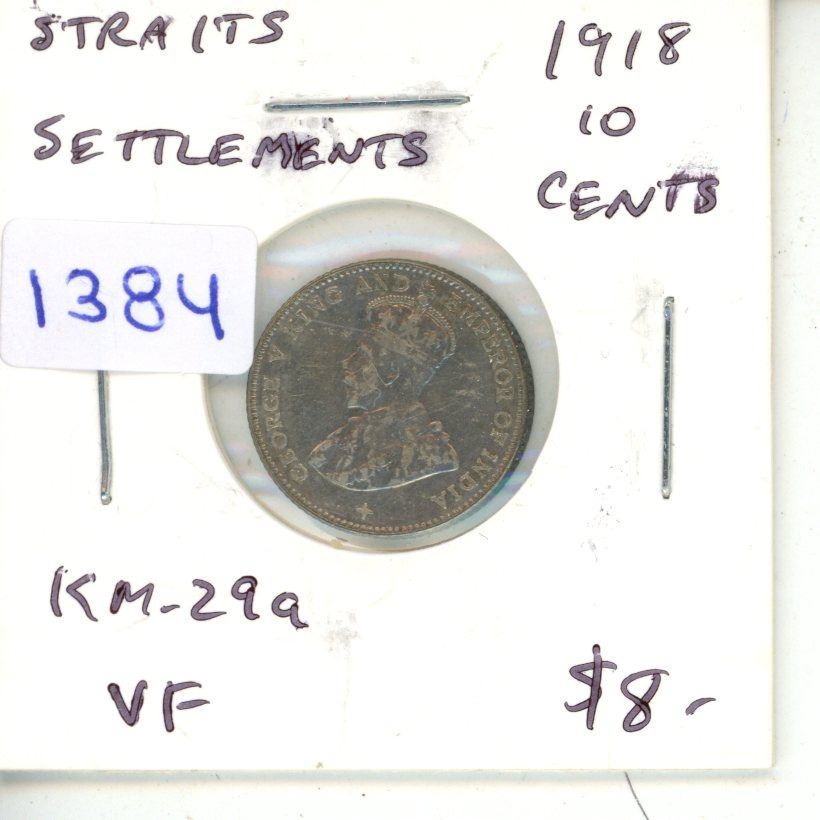 STRAITS
SETTLEMENTS
1918
10
CENTS
1384
GEORGE V KING AND EMPEROR OF INDIA
KM-29a
VF
$8-